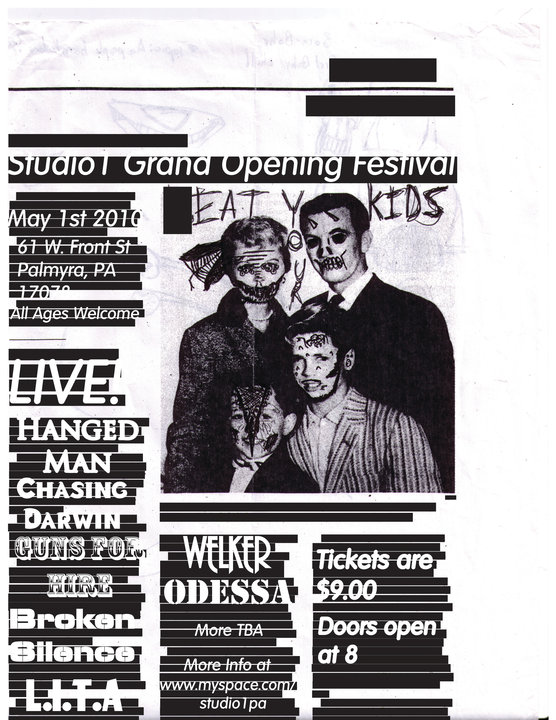 Studio1 Grand Opening Festival
May 1st 2010
61 W. Front St
Palmyra, PA
17078
All Ages Welcome
EAT YOUR KIDS
LIVE!
HANGED
MAN
CHASING
DARWIN
GUNS FOR
HIRE
Broken
Silence
L.I.T.A
WELKER
ODESSA
More TBA
More Info at
www.myspace.com/
studio1pa
Tickets are
$9.00
Doors open
at 8